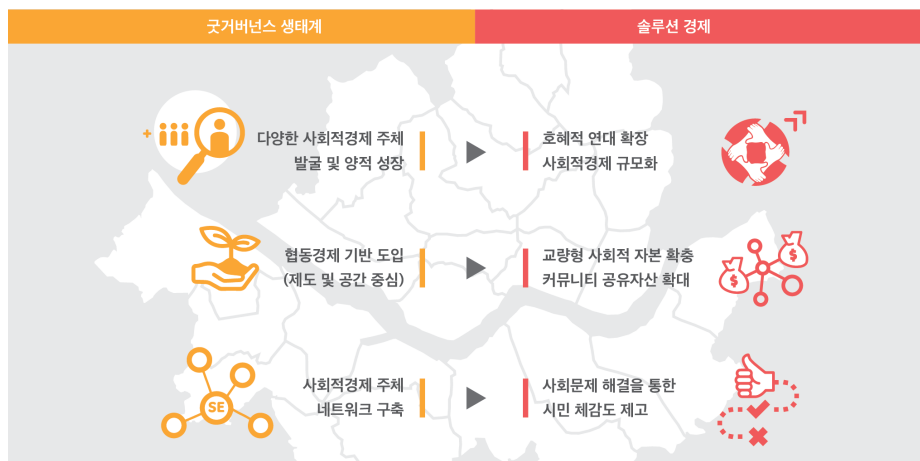 굿거버넌스 생태계
솔루션 경제
다양한 사회적경제 주체
발굴 및 양적 성장
호혜적 연대 확장
사회적경제 규모화
협동경제 기반 도입
(제도 및 공간 중심)
교량형 사회적 자본 확충
커뮤니티 공유자산 확대
$
$
SE
사회적경제 주체
네트워크 구축
사회문제 해결을 통한
시민 체감도 제고